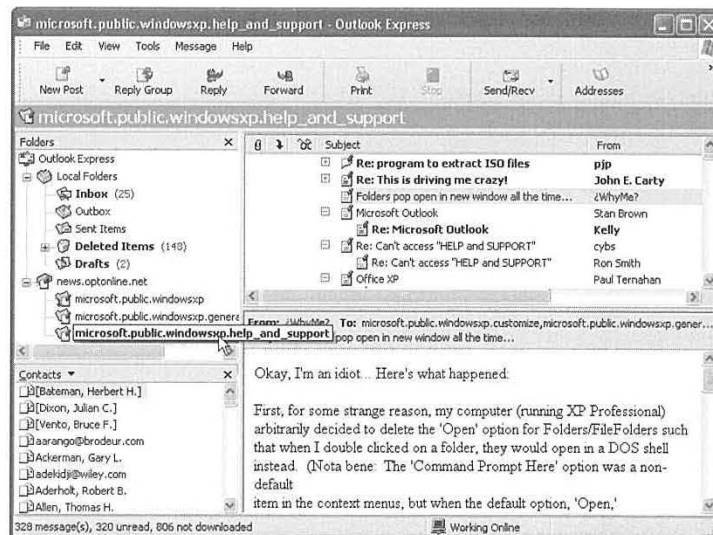 microsoft.public.windowsxp.help_and_support - Outlook Express
File Edit View Tools Message Help
New Post Reply Group Reply Forward Print Stop Send/Recv Addresses
microsoft.public.windowsxp.help_and_support
Folders
Outlook Express
Local Folders
Inbox (25)
Outbox
Sent Items
Deleted Items (148)
Drafts (2)
news.optonline.net
microsoft.public.windowsxp
microsoft.public.windowsxp.genera
microsoft.public.windowsxp.help_and_support
Contacts
[Bateman, Herbert H.]
[Dixon, Julian C.]
[Vento, Bruce F.]
aarango@brodeur.com
Ackerman, Gary L.
adekidji@wiley.com
Aderholt, Robert B.
Allen, Thomas H.
Subject From
Re: program to extract ISO files pjp
Re: This is driving me crazy! John E. Carty
Folders pop open in new window all the time... ¿WhyMe?
Microsoft Outlook Stan Brown
Re: Microsoft Outlook Kelly
Re: Can't access "HELP and SUPPORT" cybs
Re: Can't access "HELP and SUPPORT" Ron Smith
Office XP Paul Ternahan
From: ¿WhyMe? To: microsoft.public.windowsxp.customize,microsoft.public.windowsxp.gener...
pop open in new window all the time...
Okay, I'm an idiot... Here's what happened:
First, for some strange reason, my computer (running XP Professional)
arbitrarily decided to delete the 'Open' option for Folders/FileFolders such
that when I double clicked on a folder, they would open in a DOS shell
instead. (Nota bene: The 'Command Prompt Here' option was a non-
default
item in the context menus, but when the default option, 'Open,'
328 message(s), 320 unread, 806 not downloaded
Working Online